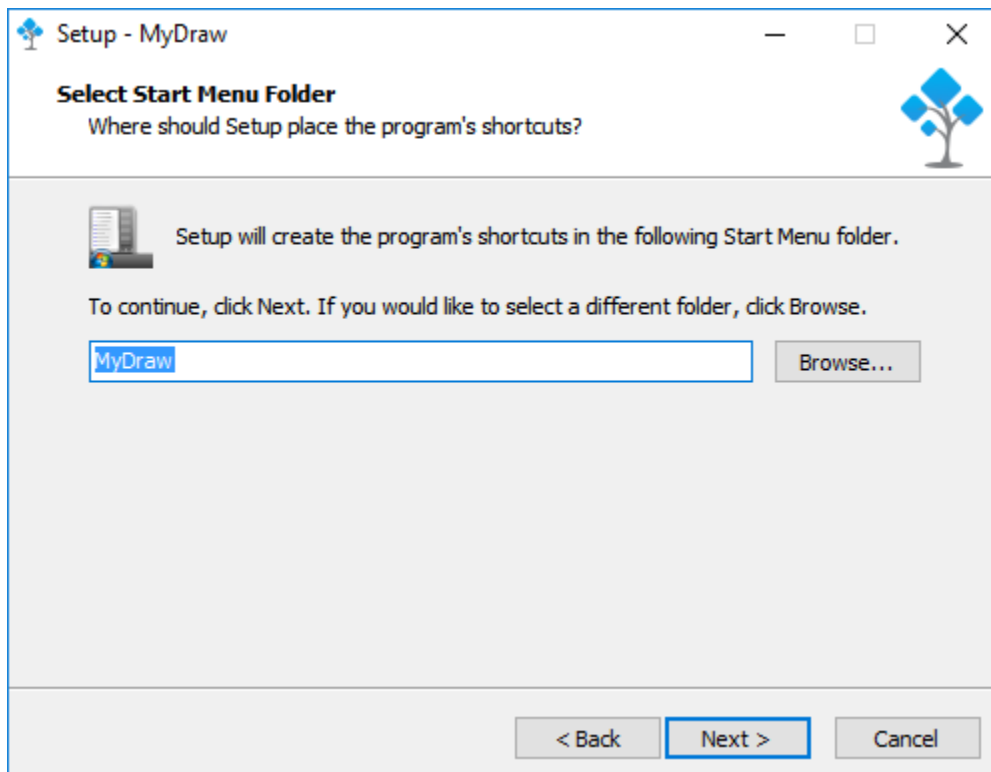 Setup - MyDraw
Select Start Menu Folder
Where should Setup place the program's shortcuts?
Setup will create the program's shortcuts in the following Start Menu folder.
To continue, click Next. If you would like to select a different folder, click Browse.
MyDraw
Browse...
< Back
Next >
Cancel